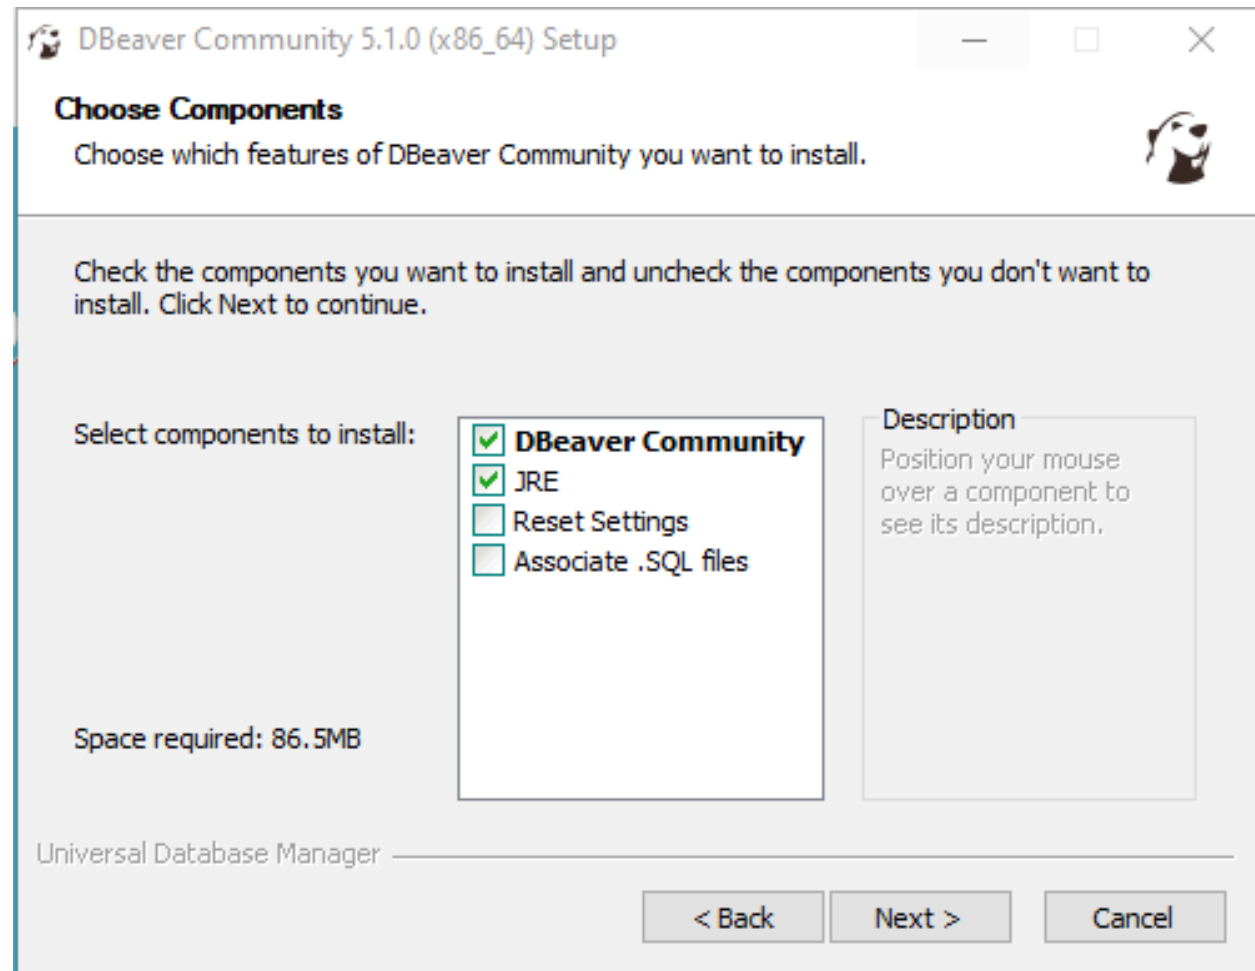 DBeaver Community 5.1.0 (x86_64) Setup
Choose Components
Choose which features of DBeaver Community you want to install.
Check the components you want to install and uncheck the components you don't want to
install. Click Next to continue.
Select components to install:
DBeaver Community
JRE
Reset Settings
Associate .SQL files
Description
Position your mouse
over a component to
see its description.
Space required: 86.5MB
Universal Database Manager
< Back
Next >
Cancel